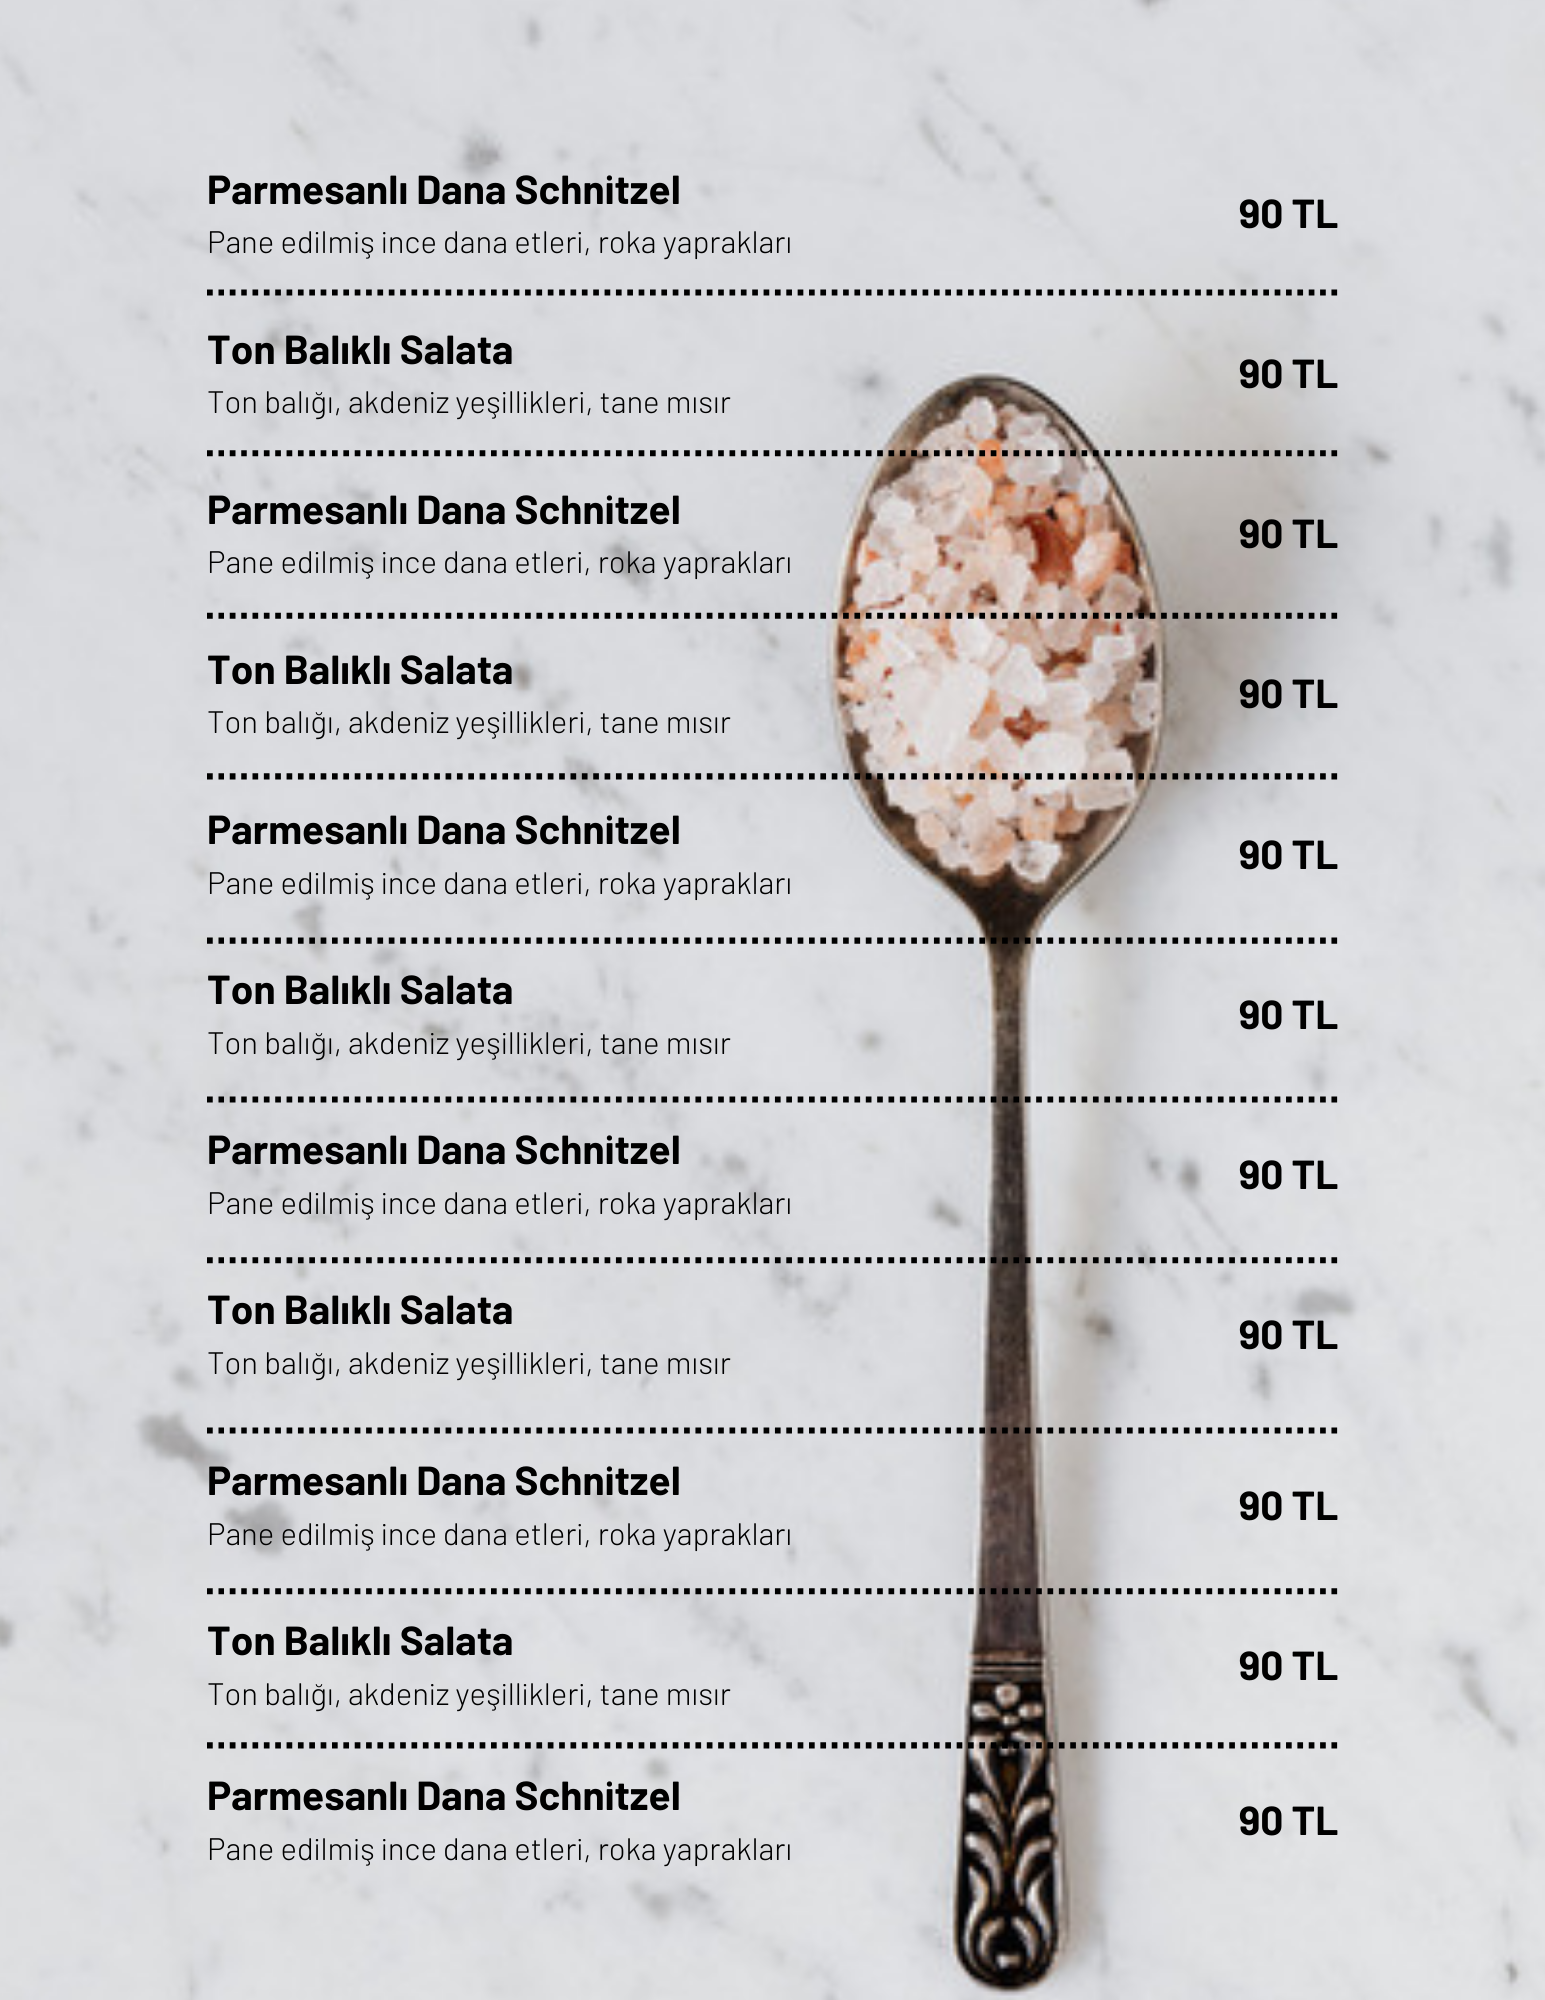 Parmesanlı Dana Schnitzel
Pane edilmiş ince dana etleri, roka yaprakları
90 TL
Ton Balıklı Salata
Ton balığı, akdeniz yeşillikleri, tane mısır
90 TL
Parmesanlı Dana Schnitzel
Pane edilmiş ince dana etleri, roka yaprakları
90 TL
Ton Balıklı Salata
Ton balığı, akdeniz yeşillikleri, tane mısır
90 TL
Parmesanlı Dana Schnitzel
Pane edilmiş ince dana etleri, roka yaprakları
90 TL
Ton Balıklı Salata
Ton balığı, akdeniz yeşillikleri, tane mısır
90 TL
Parmesanlı Dana Schnitzel
Pane edilmiş ince dana etleri, roka yaprakları
90 TL
Ton Balıklı Salata
Ton balığı, akdeniz yeşillikleri, tane mısır
90 TL
Parmesanlı Dana Schnitzel
Pane edilmiş ince dana etleri, roka yaprakları
90 TL
Ton Balıklı Salata
Ton balığı, akdeniz yeşillikleri, tane mısır
90 TL
Parmesanlı Dana Schnitzel
Pane edilmiş ince dana etleri, roka yaprakları
90 TL